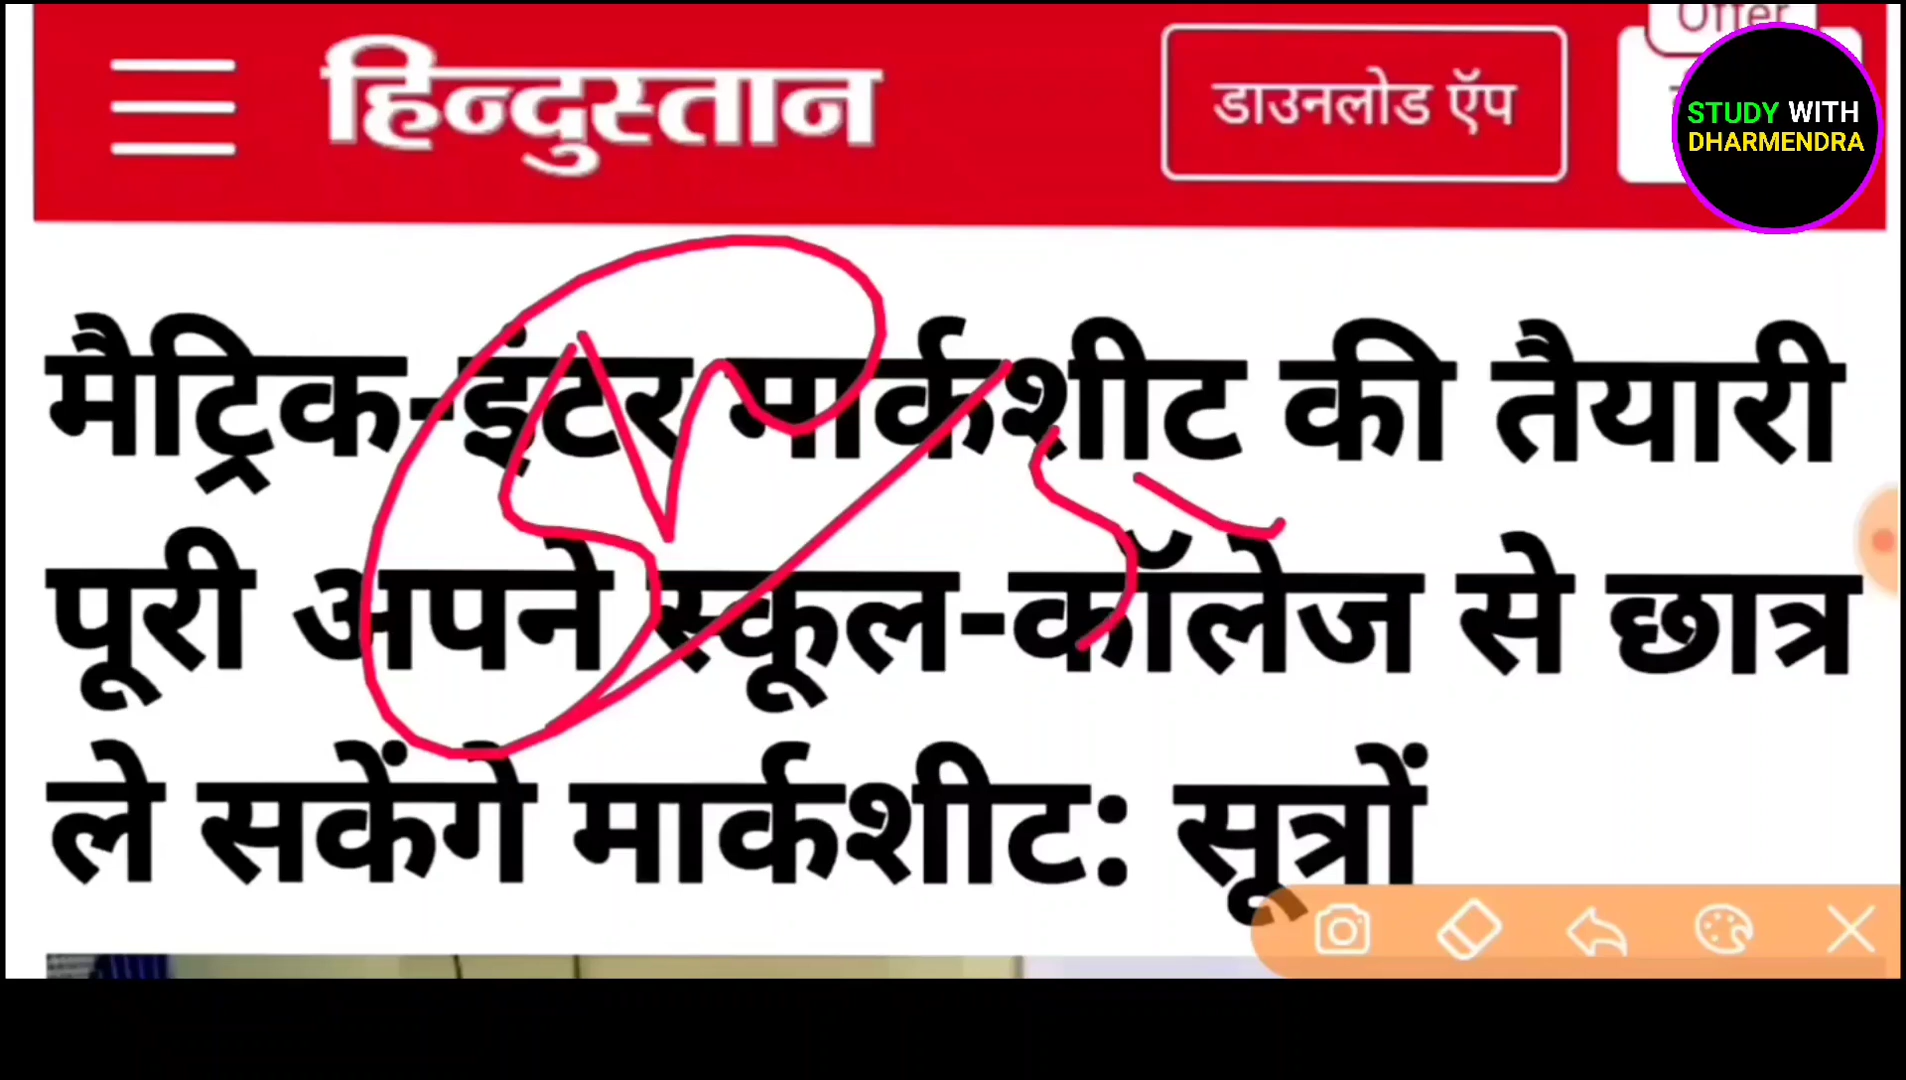 Offer
हिन्दुस्तान
डाउनलोड ऍप
STUDY WITH
DHARMENDRA
मैट्रिक-इंटर मार्कशीट की तैयारी
पूरी अपने स्कूल-कॉलेज से छात्र
ले सकेंगे मार्कशीट: सूत्रों